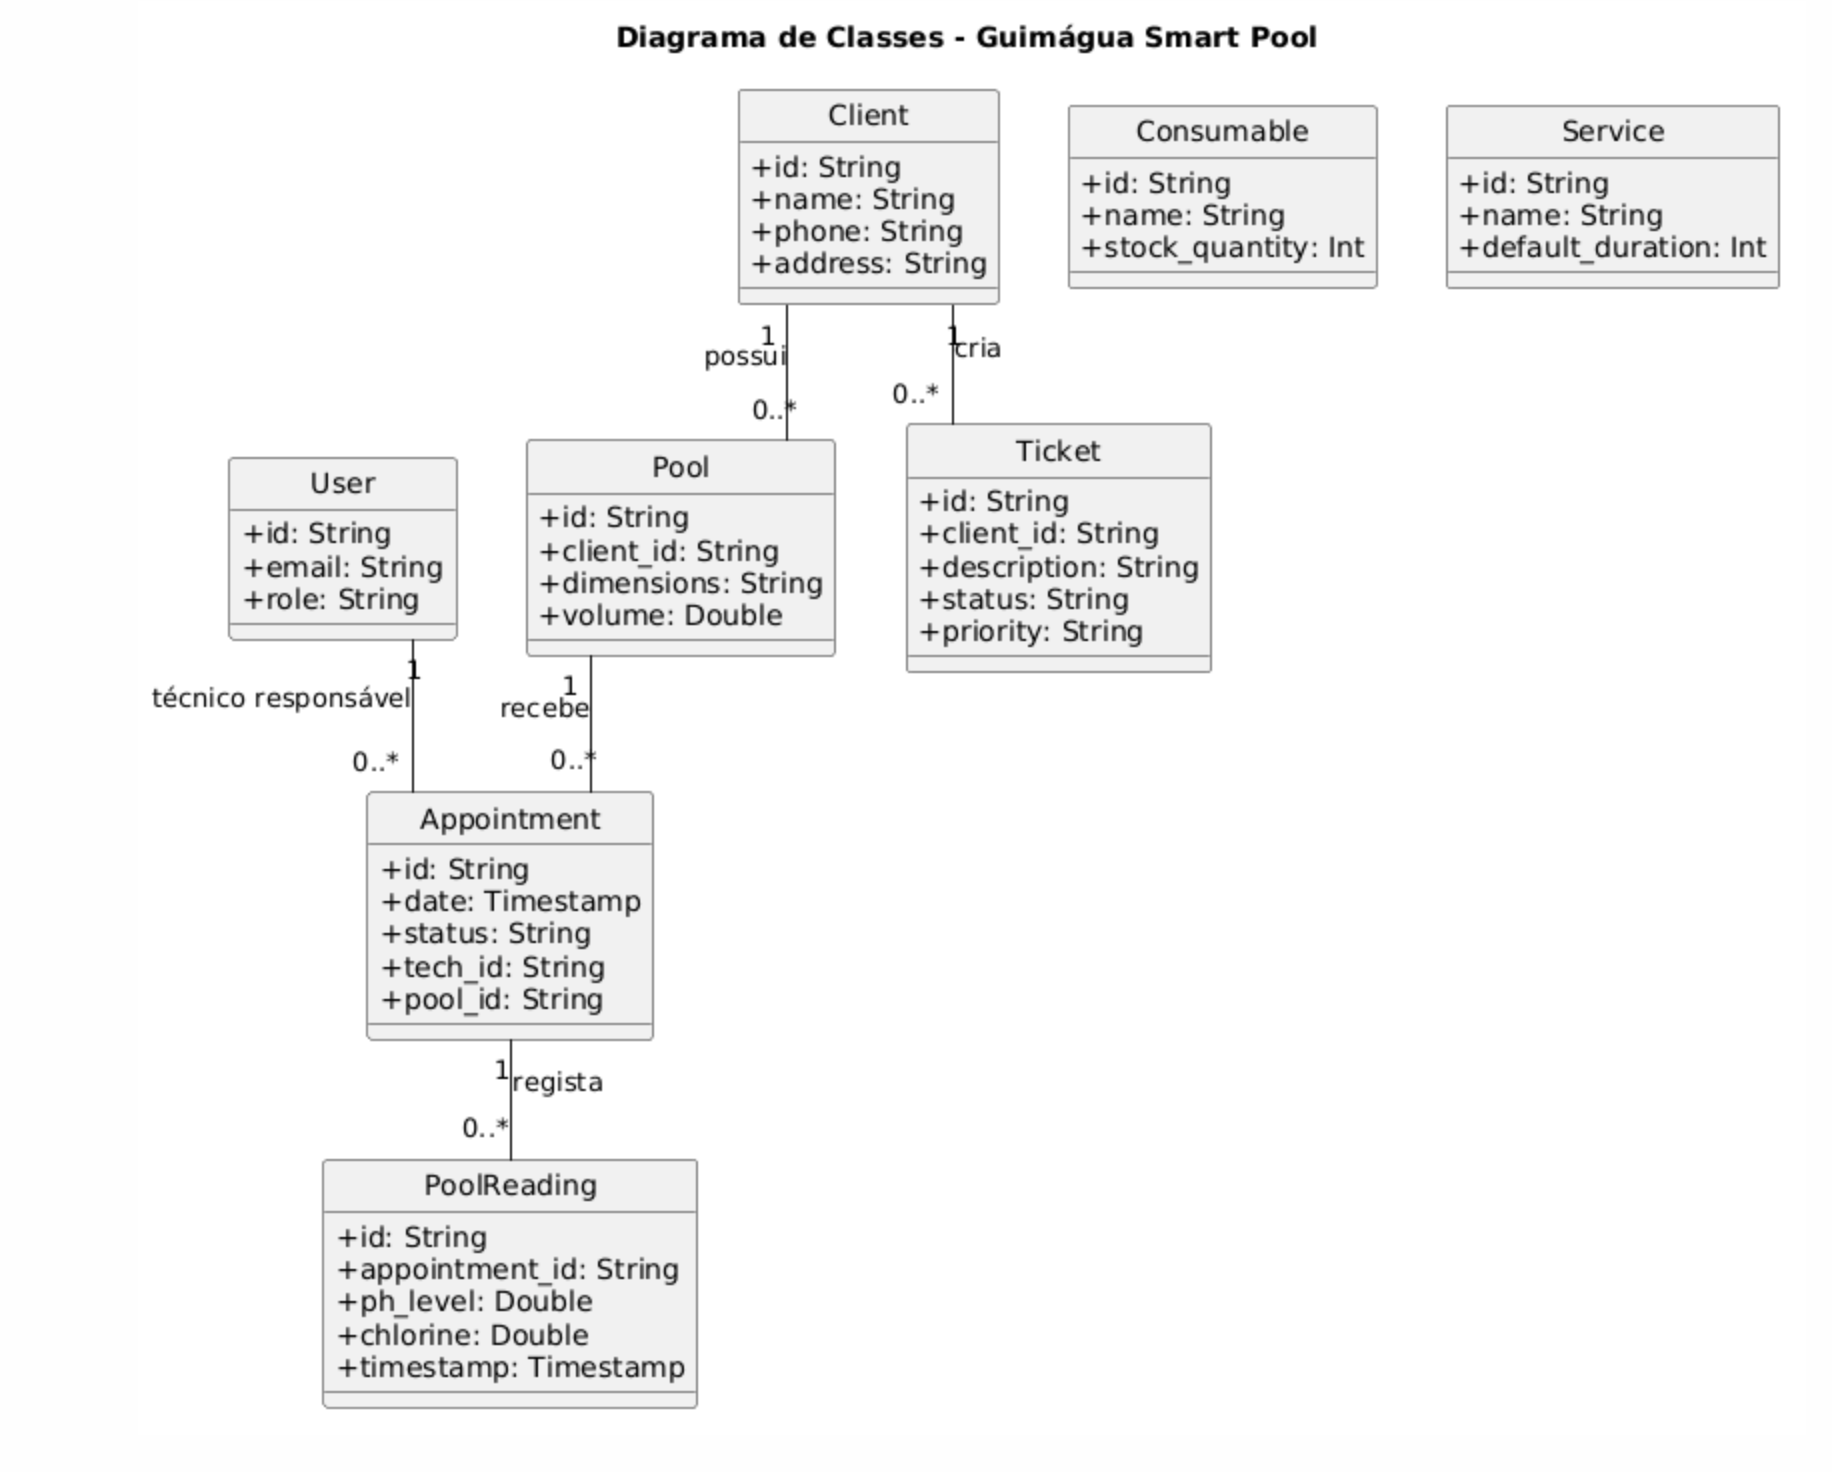 Diagrama de Classes - Guimágua Smart Pool
Client
+id: String
+name: String
+phone: String
+address: String
Consumable
+id: String
+name: String
+stock_quantity: Int
Service
+id: String
+name: String
+default_duration: Int
1
possui
0..*
1
cria
0..*
User
+id: String
+email: String
+role: String
Pool
+id: String
+client_id: String
+dimensions: String
+volume: Double
Ticket
+id: String
+client_id: String
+description: String
+status: String
+priority: String
1
técnico responsável
0..*
1
recebe
0..*
Appointment
+id: String
+date: Timestamp
+status: String
+tech_id: String
+pool_id: String
1
regista
0..*
PoolReading
+id: String
+appointment_id: String
+ph_level: Double
+chlorine: Double
+timestamp: Timestamp